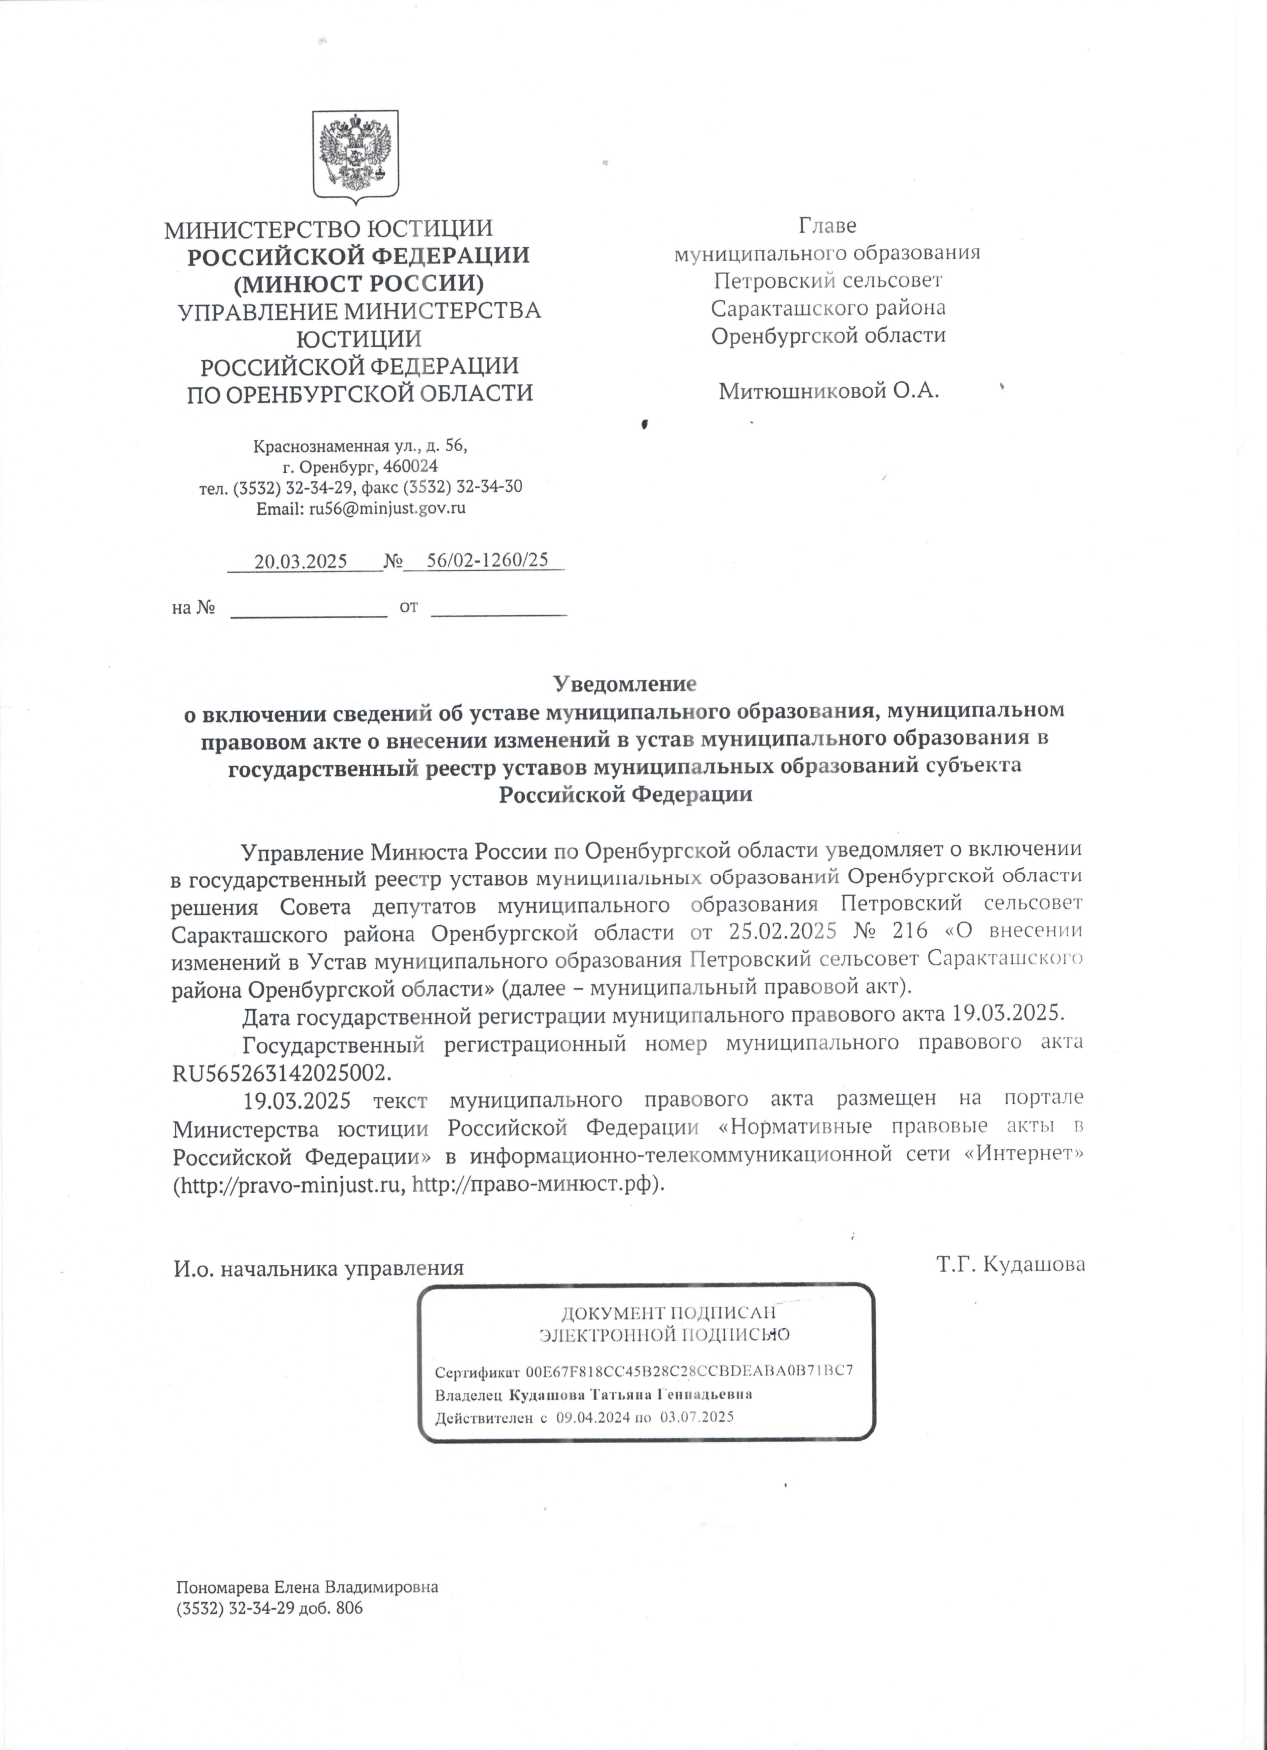 МИНИСТЕРСТВО ЮСТИЦИИ
РОССИЙСКОЙ ФЕДЕРАЦИИ
(МИНЮСТ РОССИИ)
УПРАВЛЕНИЕ МИНИСТЕРСТВА
ЮСТИЦИИ
РОССИЙСКОЙ ФЕДЕРАЦИИ
ПО ОРЕНБУРГСКОЙ ОБЛАСТИ
Краснознаменная ул., д. 56,
г. Оренбург, 460024
тел. (3532) 32-34-29, факс (3532) 32-34-30
Email: ru56@minjust.gov.ru
20.03.2025 № 56/02-1260/25
на № от
Главе
муниципального образования
Петровский сельсовет
Саракташского района
Оренбургской области
Митюшниковой О.А.
Уведомление
о включении сведений об уставе муниципального образования, муниципальном
правовом акте о внесении изменений в устав муниципального образования в
государственный реестр уставов муниципальных образований субъекта
Российской Федерации
Управление Минюста России по Оренбургской области уведомляет о включении
в государственный реестр уставов муниципальных образований Оренбургской области
решения Совета депутатов муниципального образования Петровский сельсовет
Саракташского района Оренбургской области от 25.02.2025 № 216 «О внесении
изменений в Устав муниципального образования Петровский сельсовет Саракташского
района Оренбургской области» (далее – муниципальный правовой акт).
Дата государственной регистрации муниципального правового акта 19.03.2025.
Государственный регистрационный номер муниципального правового акта
RU565263142025002.
19.03.2025 текст муниципального правового акта размещен на портале
Министерства юстиции Российской Федерации «Нормативные правовые акты в
Российской Федерации» в информационно-телекоммуникационной сети «Интернет»
(http://pravo-minjust.ru, http://право-минюст.рф).
И.о. начальника управления
Т.Г. Кудашова
ДОКУМЕНТ ПОДПИСАН
ЭЛЕКТРОННОЙ ПОДПИСЬЮ
Сертификат 00E67F818CC45B28C28CCBDEABA0B71BC7
Владелец Кудашова Татьяна Геннадьевна
Действителен с 09.04.2024 по 03.07.2025
Пономарева Елена Владимировна
(3532) 32-34-29 доб. 806